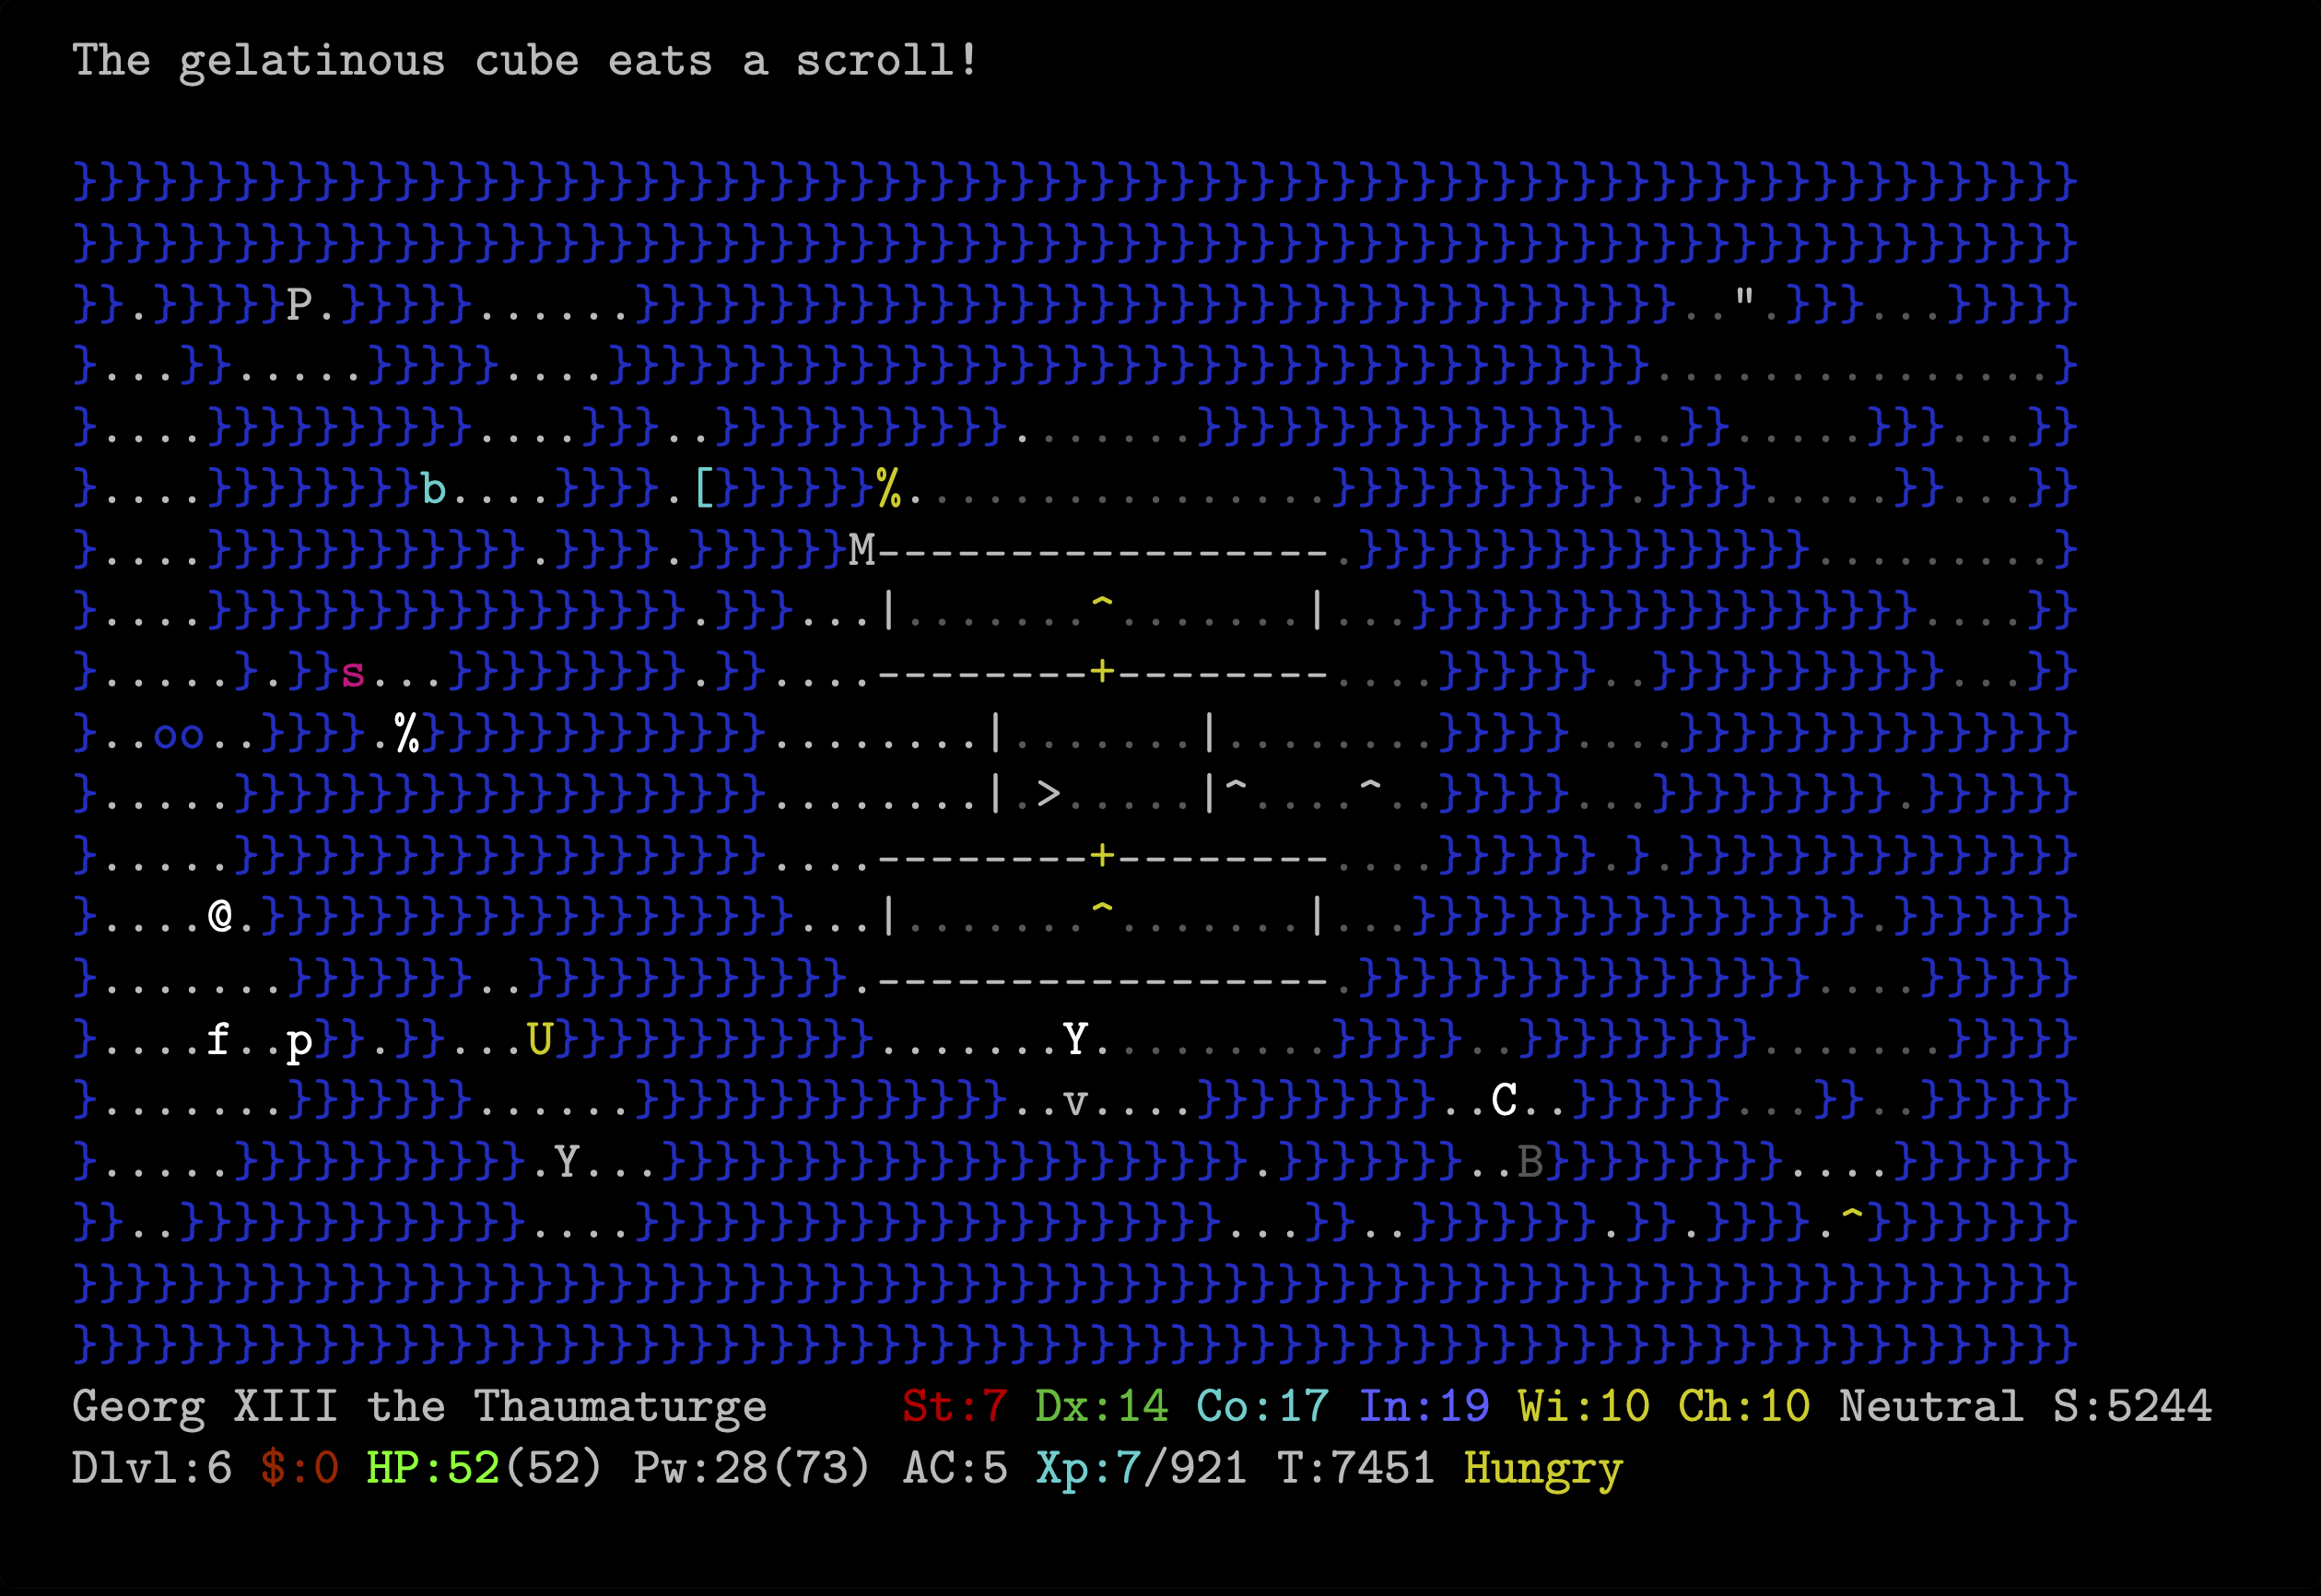 The gelatinous cube eats a scroll!
}}}}}}}}}}}}}}}}}}}}}}}}}}}}}}}}}}}}}}}}}}}}}}}}}}}}}}}}}}}}}}}}}}}}}}}}}}}
}}}}}}}}}}}}}}}}}}}}}}}}}}}}}}}}}}}}}}}}}}}}}}}}}}}}}}}}}}}}}}}}}}}}}}}}}}}
}}.}}}}}P.}}}}}......}}}}}}}}}}}}}}}}}}}}}}}}}}}}}}}}}}}}}}}..".}}}...}}}}}
}...}}.....}}}}}....}}}}}}}}}}}}}}}}}}}}}}}}}}}}}}}}}}}}}}}...............}
}....}}}}}}}}}}....}}}..}}}}}}}}}}}.......}}}}}}}}}}}}}}}}..}}.....}}}...}}
}....}}}}}}}}b....}}}}.[}}}}}}%................}}}}}}}}}}}.}}}}.....}}...}}
}....}}}}}}}}}}}}.}}}}.}}}}}}M-----------------.}}}}}}}}}}}}}}}}}.........}
}....}}}}}}}}}}}}}}}}}}.}}}...|.......^.......|...}}}}}}}}}}}}}}}}}}}....}}
}.....}.}}s...}}}}}}}}}.}}....--------+--------....}}}}}}..}}}}}}}}}}}...}}
}..oo..}}}}.%}}}}}}}}}}}}}........|.......|........}}}}}....}}}}}}}}}}}}}}}
}.....}}}}}}}}}}}}}}}}}}}}........|.>.....|^....^..}}}}}...}}}}}}}}}.}}}}}}
}.....}}}}}}}}}}}}}}}}}}}}....--------+--------....}}}}}}.}.}}}}}}}}}}}}}}}
}....@.}}}}}}}}}}}}}}}}}}}}...|.......^.......|...}}}}}}}}}}}}}}}}}.}}}}}}}
}.......}}}}}}}..}}}}}}}}}}}}.-----------------.}}}}}}}}}}}}}}}}}....}}}}}}
}....f..p}}.}}...U}}}}}}}}}}}}.......Y.........}}}}}..}}}}}}}}}.......}}}}}
}.......}}}}}}}......}}}}}}}}}}}}}}..v....}}}}}}}}}..C..}}}}}}...}}..}}}}}}
}.....}}}}}}}}}}}.Y...}}}}}}}}}}}}}}}}}}}}}}.}}}}}}}..B}}}}}}}}}....}}}}}}}
}}..}}}}}}}}}}}}}....}}}}}}}}}}}}}}}}}}}}}}...}}..}}}}}}}.}}.}}}}.^}}}}}}}}
}}}}}}}}}}}}}}}}}}}}}}}}}}}}}}}}}}}}}}}}}}}}}}}}}}}}}}}}}}}}}}}}}}}}}}}}}}}
}}}}}}}}}}}}}}}}}}}}}}}}}}}}}}}}}}}}}}}}}}}}}}}}}}}}}}}}}}}}}}}}}}}}}}}}}}}
Georg XIII the Thaumaturge St:7 Dx:14 Co:17 In:19 Wi:10 Ch:10 Neutral S:5244
Dlvl:6 $:0 HP:52(52) Pw:28(73) AC:5 Xp:7/921 T:7451 Hungry